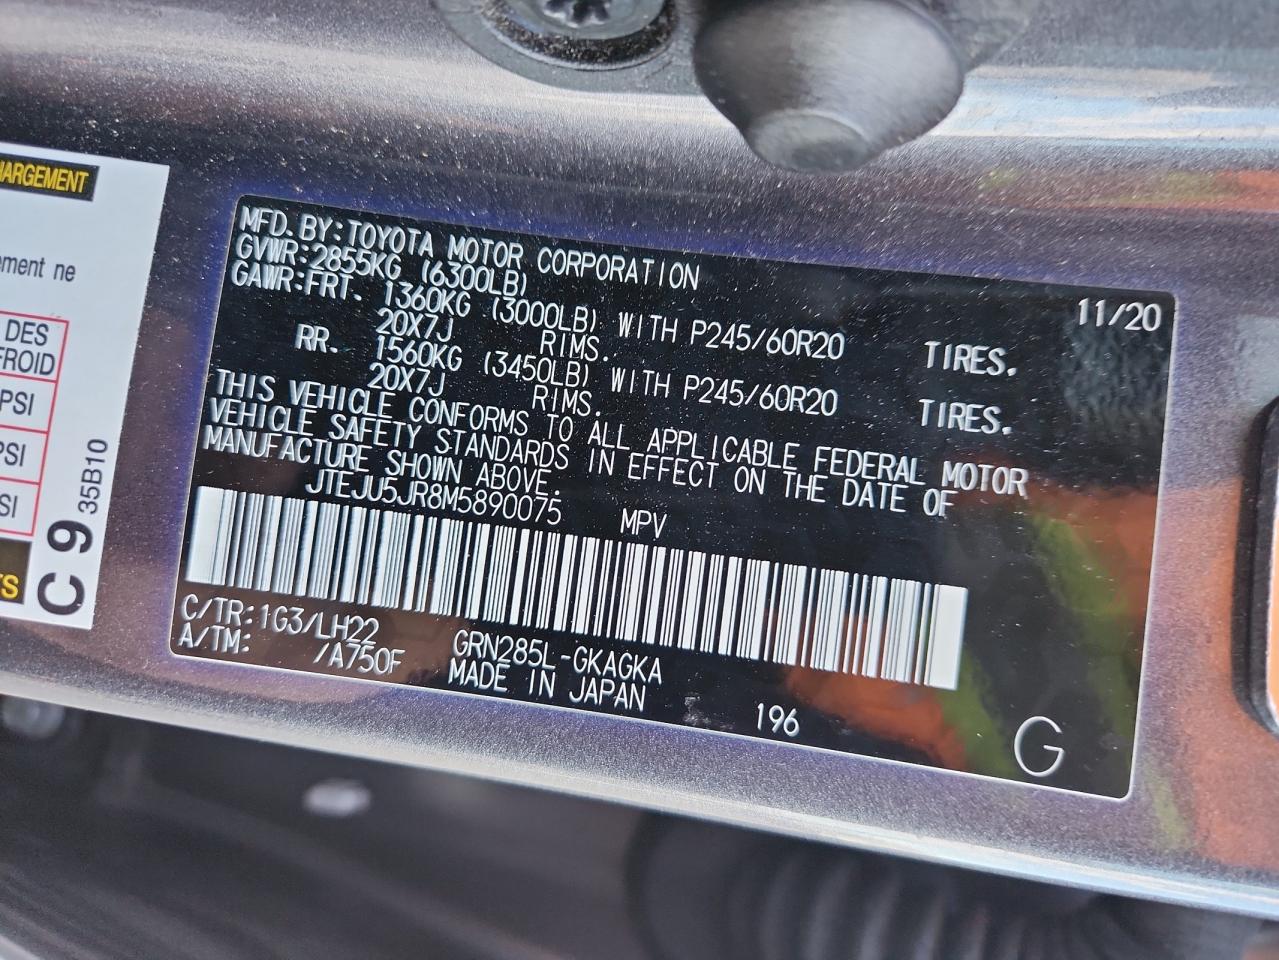 HARGEMENT
ement ne
DES
FROID
PSI
PSI
SI
C 9 35B10
MFD. BY: TOYOTA MOTOR CORPORATION 11/20
GVWR: 2855KG (6300LB)
GAWR: FRT. 1360KG (3000LB) WITH P245/60R20 TIRES.
20X7J RIMS.
RR. 1560KG (3450LB) WITH P245/60R20 TIRES.
20X7J RIMS.
THIS VEHICLE CONFORMS TO ALL APPLICABLE FEDERAL MOTOR
VEHICLE SAFETY STANDARDS IN EFFECT ON THE DATE OF
MANUFACTURE SHOWN ABOVE.
JTEJU5JR8M5890075 MPV
C/TR: 1G3/LH22 GRN285L-GKAGKA
A/TM: /A750F MADE IN JAPAN
196
G